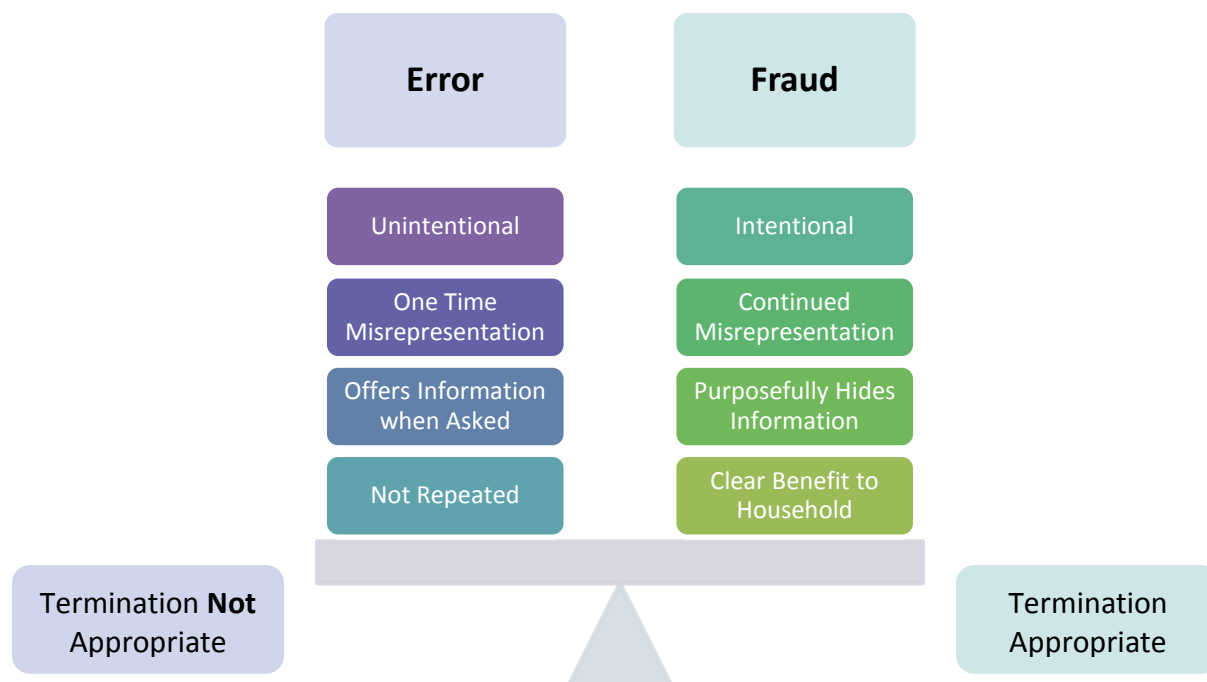 Error
Fraud
Unintentional
Intentional
One Time
Misrepresentation
Continued
Misrepresentation
Offers Information
when Asked
Purposefully Hides
Information
Not Repeated
Clear Benefit to
Household
Termination Not
Appropriate
Termination
Appropriate